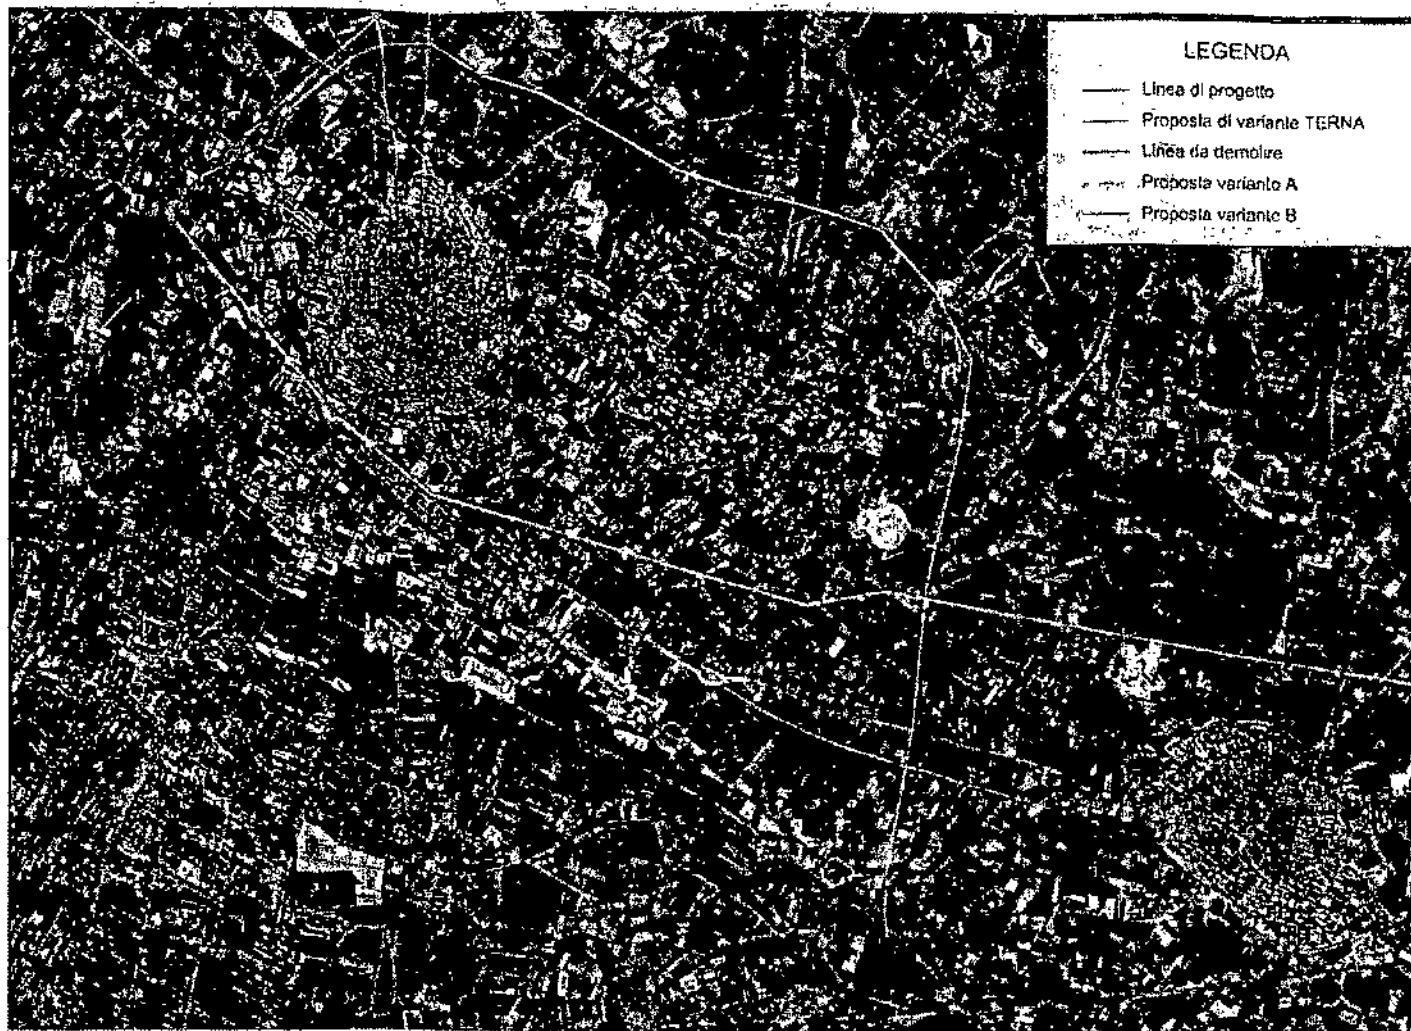 LEGENDA
Linea di progetto
Proposta di variante TERNA
Linea da demolire
Proposta variante A
Proposta variante B